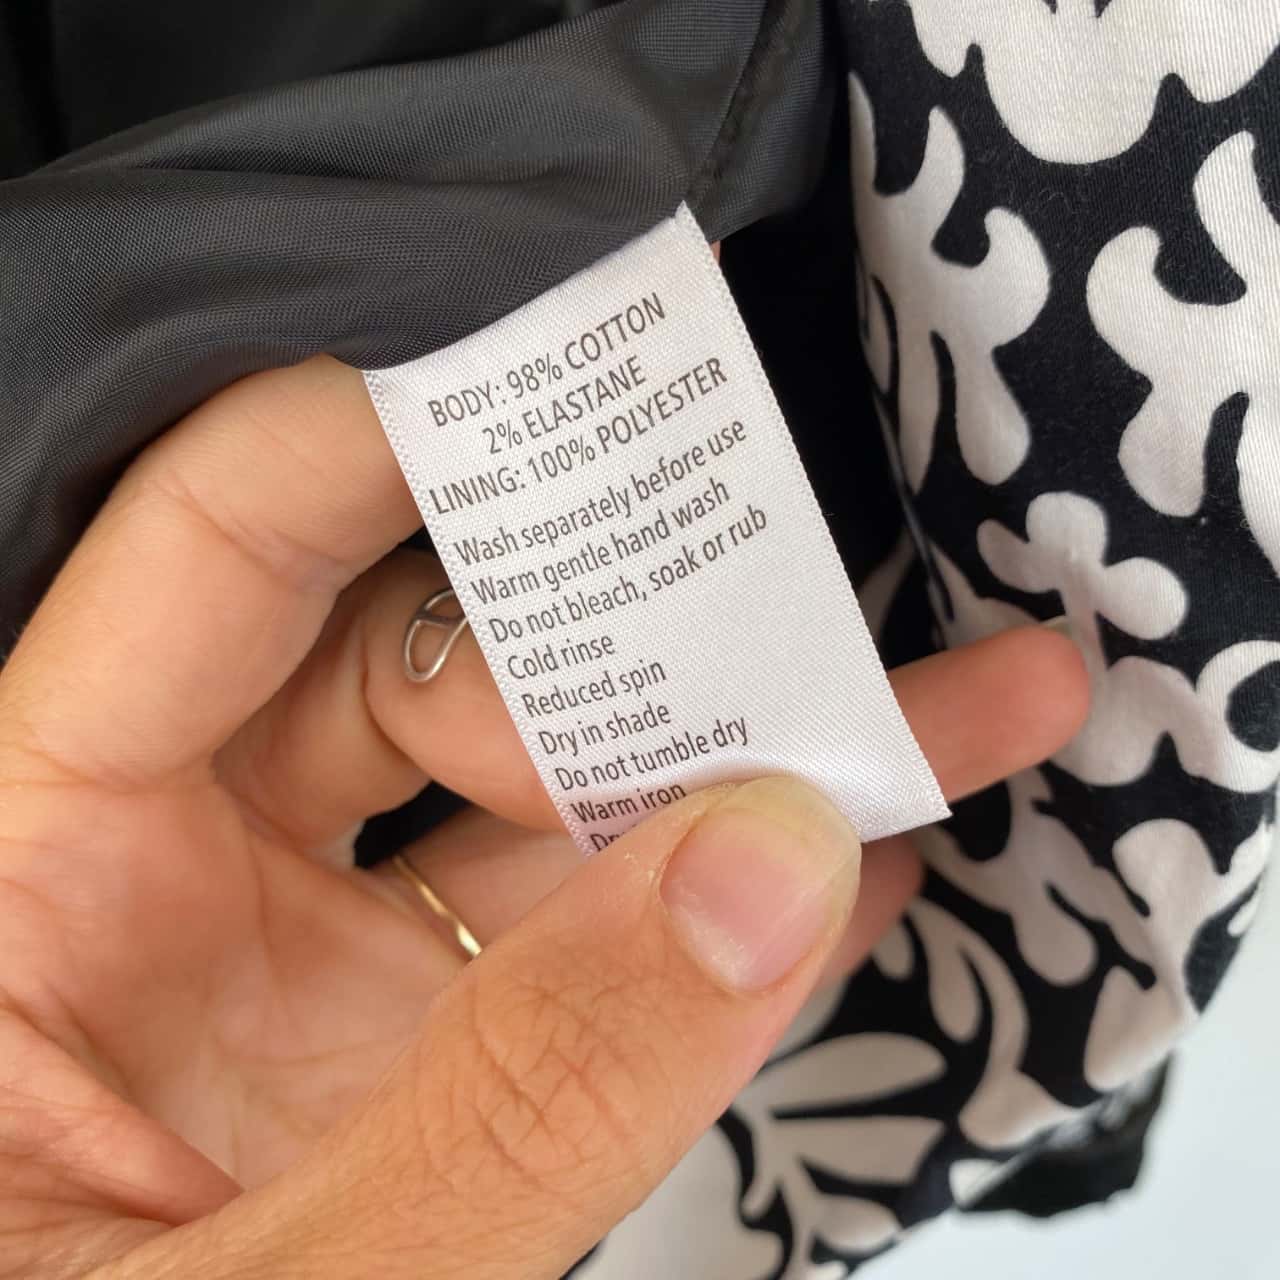 BODY: 98% COTTON
2% ELASTANE
LINING: 100% POLYESTER
Wash separately before use
Warm gentle hand wash
Do not bleach, soak or rub
Cold rinse
Reduced spin
Dry in shade
Do not tumble dry
Warm iron